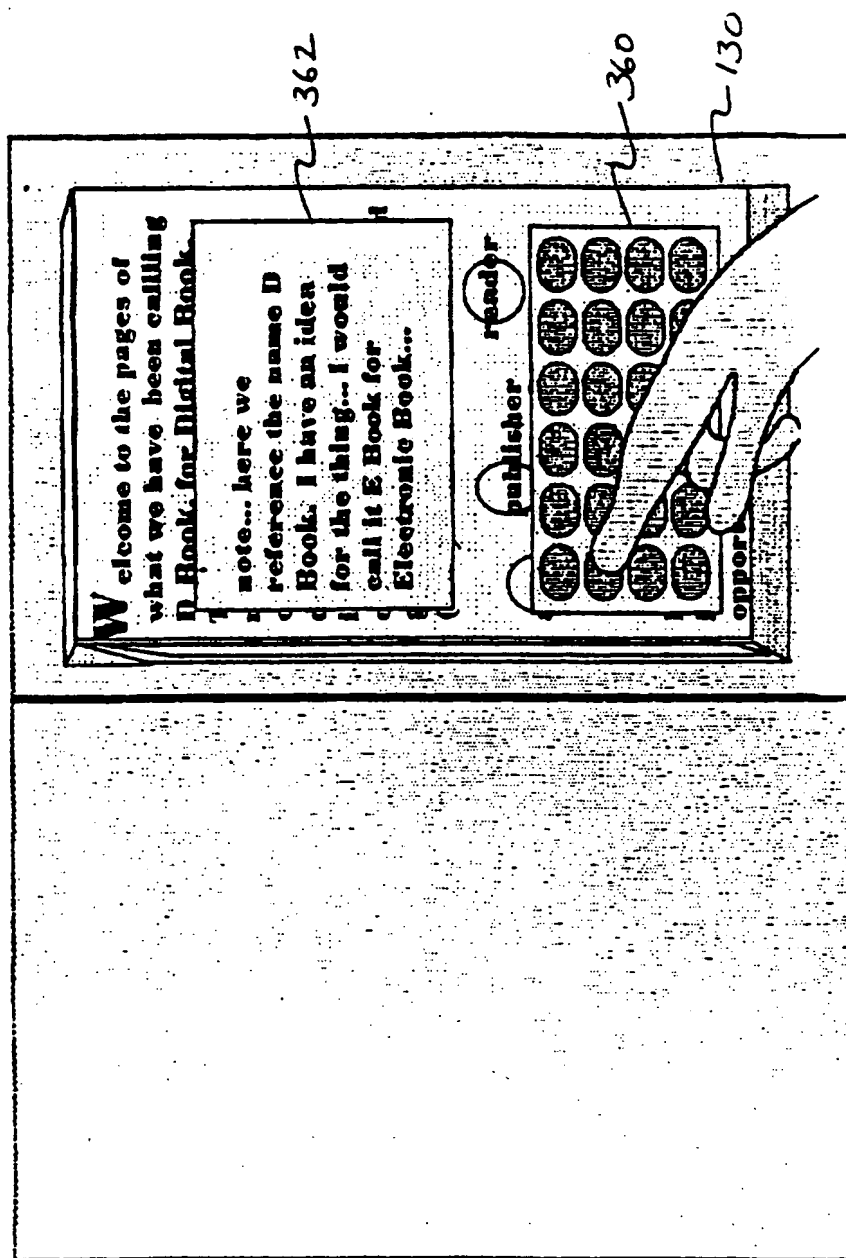 Welcome to the pages of
what we have been callling
D Book: for Digital Book.
note... here we
reference the name D
Book. I have an idea
for the thing... I would
call it E Book for
Electronic Book...
publisher
reader
oppor
362
360
130